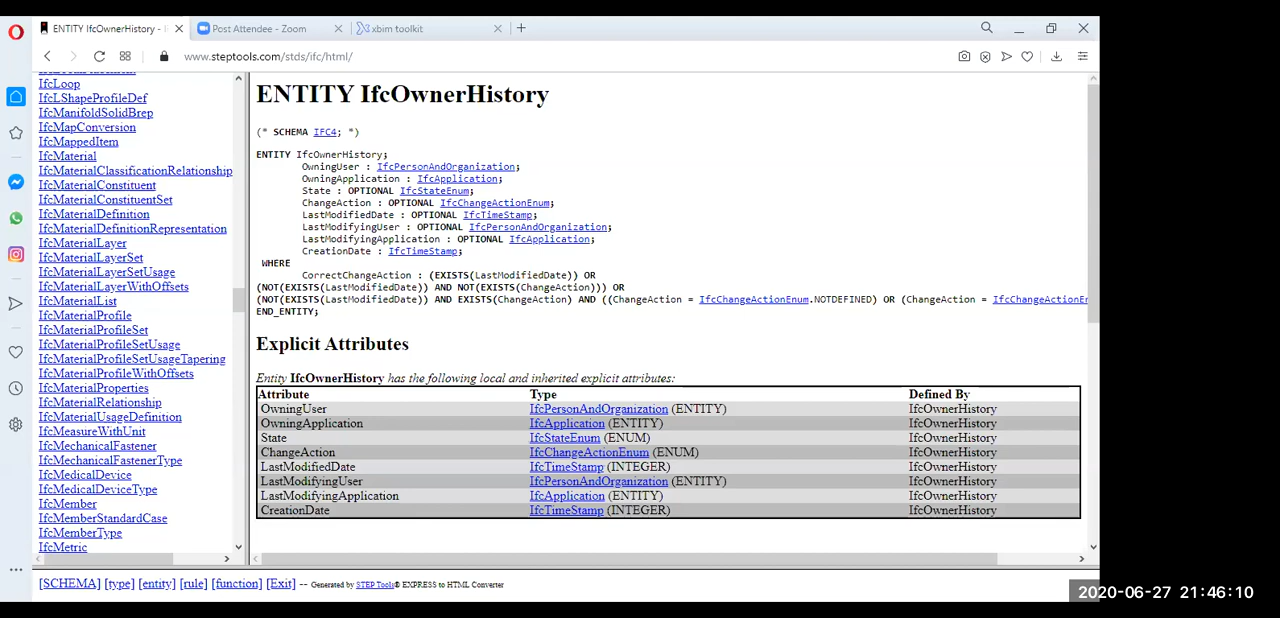 ENTITY IfcOwnerHistory - E
Post Attendee - Zoom
xbim toolkit
www.steptools.com/stds/ifc/html/
IfcLoop
IfcLShapeProfileDef
IfcManifoldSolidBrep
IfcMapConversion
IfcMappedItem
IfcMaterial
IfcMaterialClassificationRelationship
IfcMaterialConstituent
IfcMaterialConstituentSet
IfcMaterialDefinition
IfcMaterialDefinitionRepresentation
IfcMaterialLayer
IfcMaterialLayerSet
IfcMaterialLayerSetUsage
IfcMaterialLayerWithOffsets
IfcMaterialList
IfcMaterialProfile
IfcMaterialProfileSet
IfcMaterialProfileSetUsage
IfcMaterialProfileSetUsageTapering
IfcMaterialProfileWithOffsets
IfcMaterialProperties
IfcMaterialRelationship
IfcMaterialUsageDefinition
IfcMeasureWithUnit
IfcMechanicalFastener
IfcMechanicalFastenerType
IfcMedicalDevice
IfcMedicalDeviceType
IfcMember
IfcMemberStandardCase
IfcMemberType
IfcMetric
ENTITY IfcOwnerHistory
(* SCHEMA IFC4; *)
ENTITY IfcOwnerHistory;
OwningUser : IfcPersonAndOrganization;
OwningApplication : IfcApplication;
State : OPTIONAL IfcStateEnum;
ChangeAction : OPTIONAL IfcChangeActionEnum;
LastModifiedDate : OPTIONAL IfcTimeStamp;
LastModifyingUser : OPTIONAL IfcPersonAndOrganization;
LastModifyingApplication : OPTIONAL IfcApplication;
CreationDate : IfcTimeStamp;
WHERE
CorrectChangeAction : (EXISTS(LastModifiedDate)) OR
(NOT(EXISTS(LastModifiedDate)) AND NOT(EXISTS(ChangeAction))) OR
(NOT(EXISTS(LastModifiedDate)) AND EXISTS(ChangeAction) AND ((ChangeAction = IfcChangeActionEnum.NOTDEFINED) OR (ChangeAction = IfcChangeActionEn
END_ENTITY;
Explicit Attributes
Entity IfcOwnerHistory has the following local and inherited explicit attributes:
Attribute Type Defined By
OwningUser IfcPersonAndOrganization (ENTITY) IfcOwnerHistory
OwningApplication IfcApplication (ENTITY) IfcOwnerHistory
State IfcStateEnum (ENUM) IfcOwnerHistory
ChangeAction IfcChangeActionEnum (ENUM) IfcOwnerHistory
LastModifiedDate IfcTimeStamp (INTEGER) IfcOwnerHistory
LastModifyingUser IfcPersonAndOrganization (ENTITY) IfcOwnerHistory
LastModifyingApplication IfcApplication (ENTITY) IfcOwnerHistory
CreationDate IfcTimeStamp (INTEGER) IfcOwnerHistory
[SCHEMA] [type] [entity] [rule] [function] [Exit] -- Generated by STEP Tools® EXPRESS to HTML Converter
2020-06-27 21:46:10